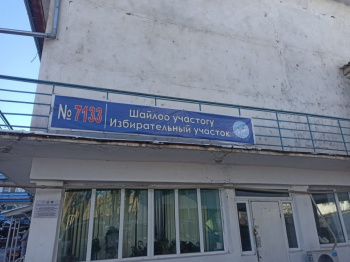 № 7133
Шайлоо участогу
Избирательный участок